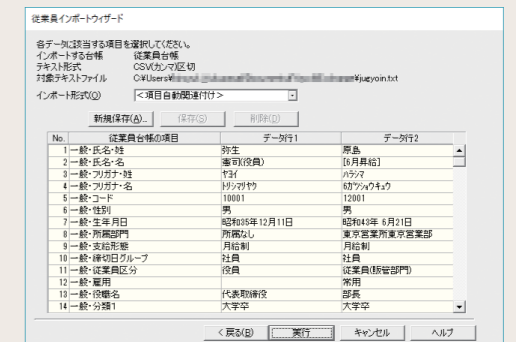 従業員インポートウィザード
各データに該当する項目を選択してください。
インポートする台帳 従業員台帳
テキスト形式 CSV(カンマ)区切
対象テキストファイル C:¥Users¥ ¥jugyoin.txt
インポート形式(O) <項目自動関連付け>
新規保存(A)... 保存(S) 削除(D)
No. 従業員台帳の項目 データ行1 データ行2
1 一般・氏名・姓 弥生 原島
2 一般・氏名・名 憲司(役員) [6月昇給]
3 一般・フリガナ・姓 ヤヨイ ハラシマ
4 一般・フリガナ・名
5 一般・コード 10001 12001
6 一般・性別 男 男
7 一般・生年月日 昭和35年12月11日 昭和43年 6月21日
8 一般・所属部門 所属なし 東京営業所東京営業部
9 一般・支給形態 月給制 月給制
10 一般・締切日グループ 社員 社員
11 一般・従業員区分 役員 従業員(販管部門)
12 一般・雇用 常用
13 一般・役職名 代表取締役 部長
14 一般・分類1 大学卒 大学卒
< 戻る(B) 実行 キャンセル ヘルプ